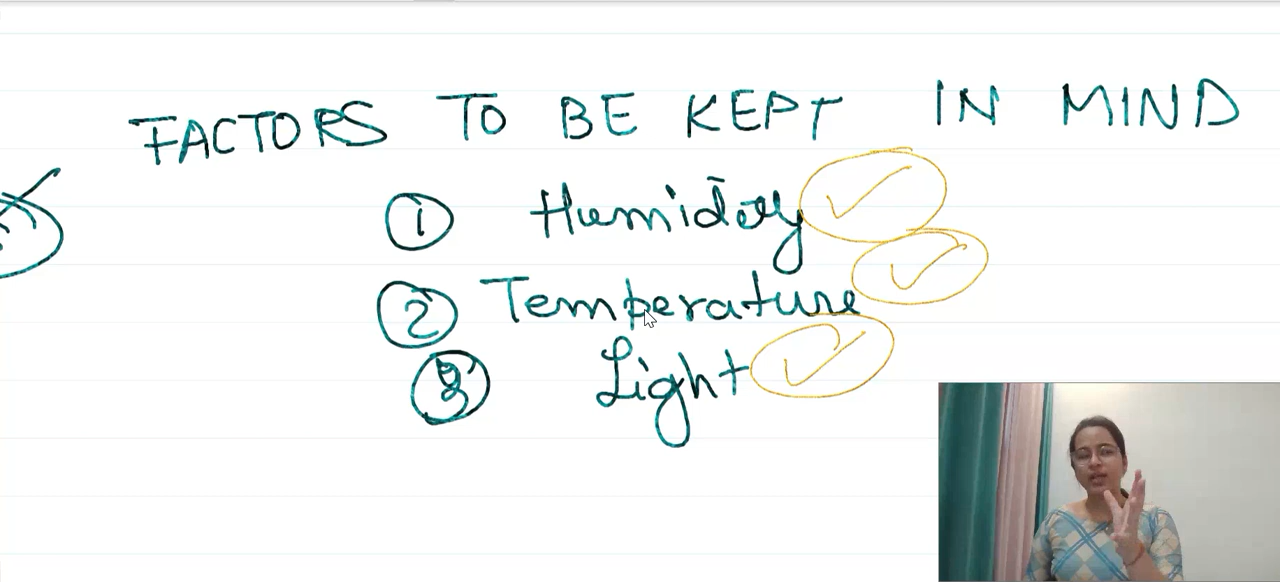 FACTORS TO BE KEPT IN MIND
① Humidity
② Temperature
③ Light